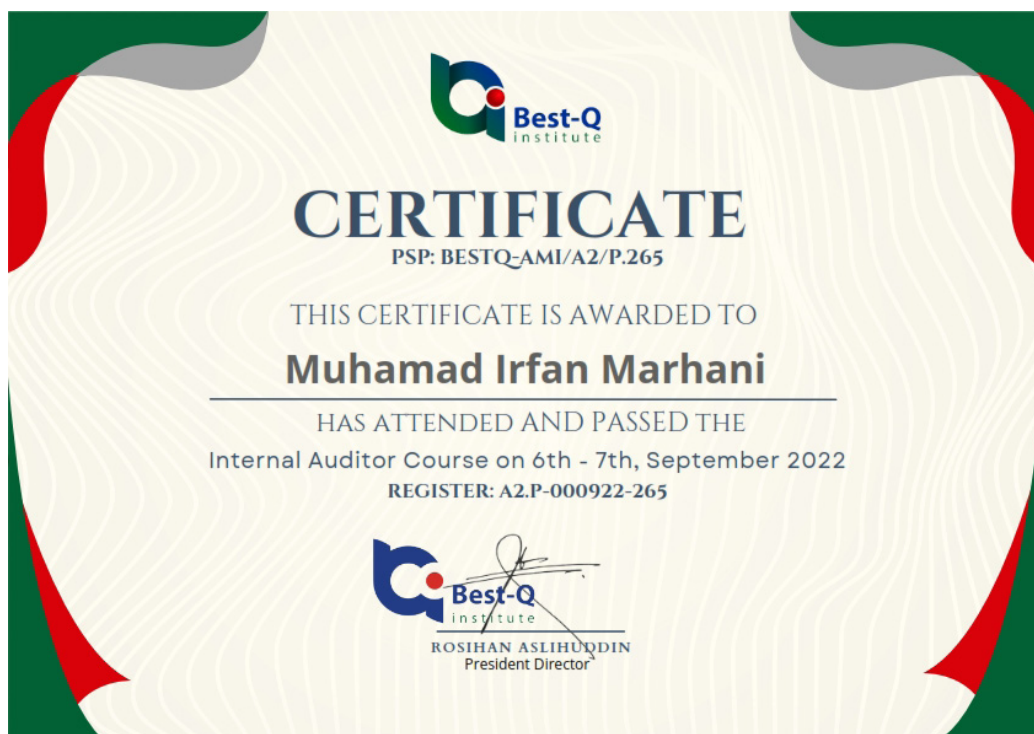 Best-Q
institute
CERTIFICATE
PSP: BESTQ-AMI/A2/P.265
THIS CERTIFICATE IS AWARDED TO
Muhamad Irfan Marhani
HAS ATTENDED AND PASSED THE
Internal Auditor Course on 6th - 7th, September 2022
REGISTER: A2.P-000922-265
Best-Q
institute
ROSIHAN ASLIHUDDIN
President Director